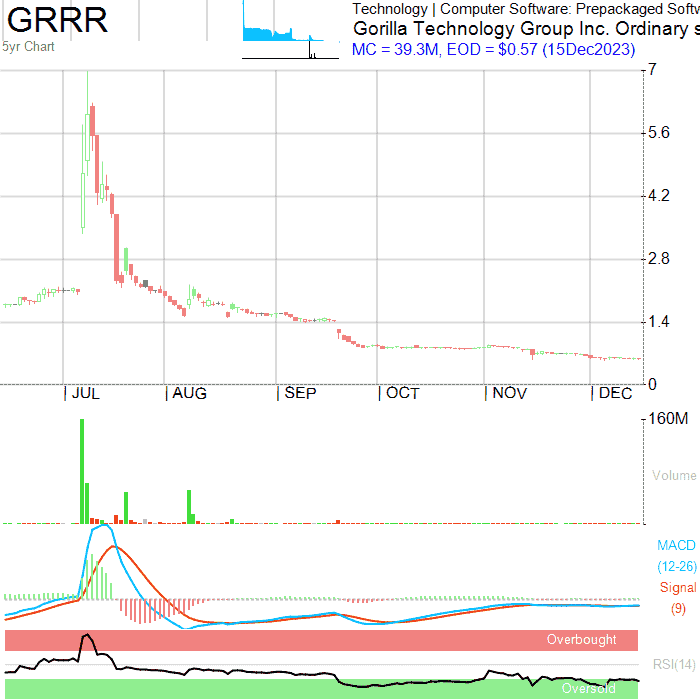 GRRR
5yr Chart
Technology | Computer Software: Prepackaged Softw
Gorilla Technology Group Inc. Ordinary s
MC = 39.3M, EOD = $0.57 (15Dec2023)
7
5.6
4.2
2.8
1.4
0
JUL AUG SEP OCT NOV DEC
160M
Volume
MACD
(12-26)
Signal
(9)
Overbought
RSI(14)
Oversold